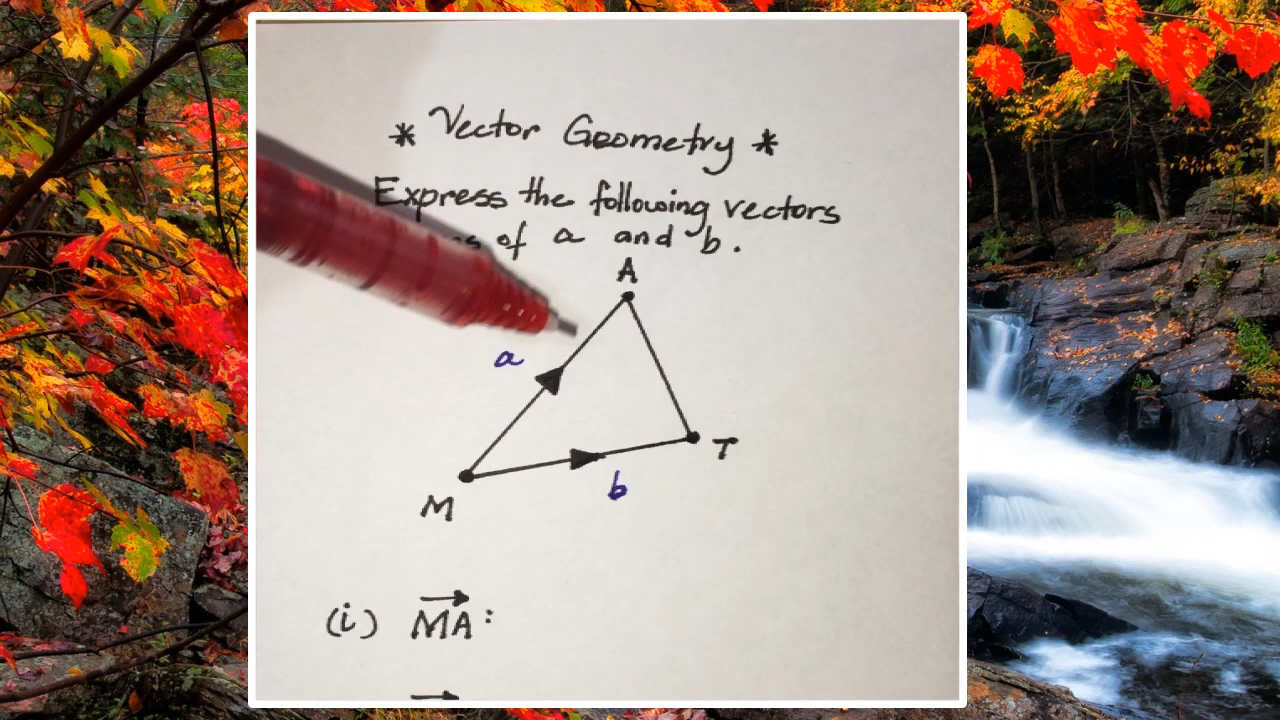 * Vector Geometry *
Express the following vectors
of a and b.
A
a
T
b
M
(i) MA: